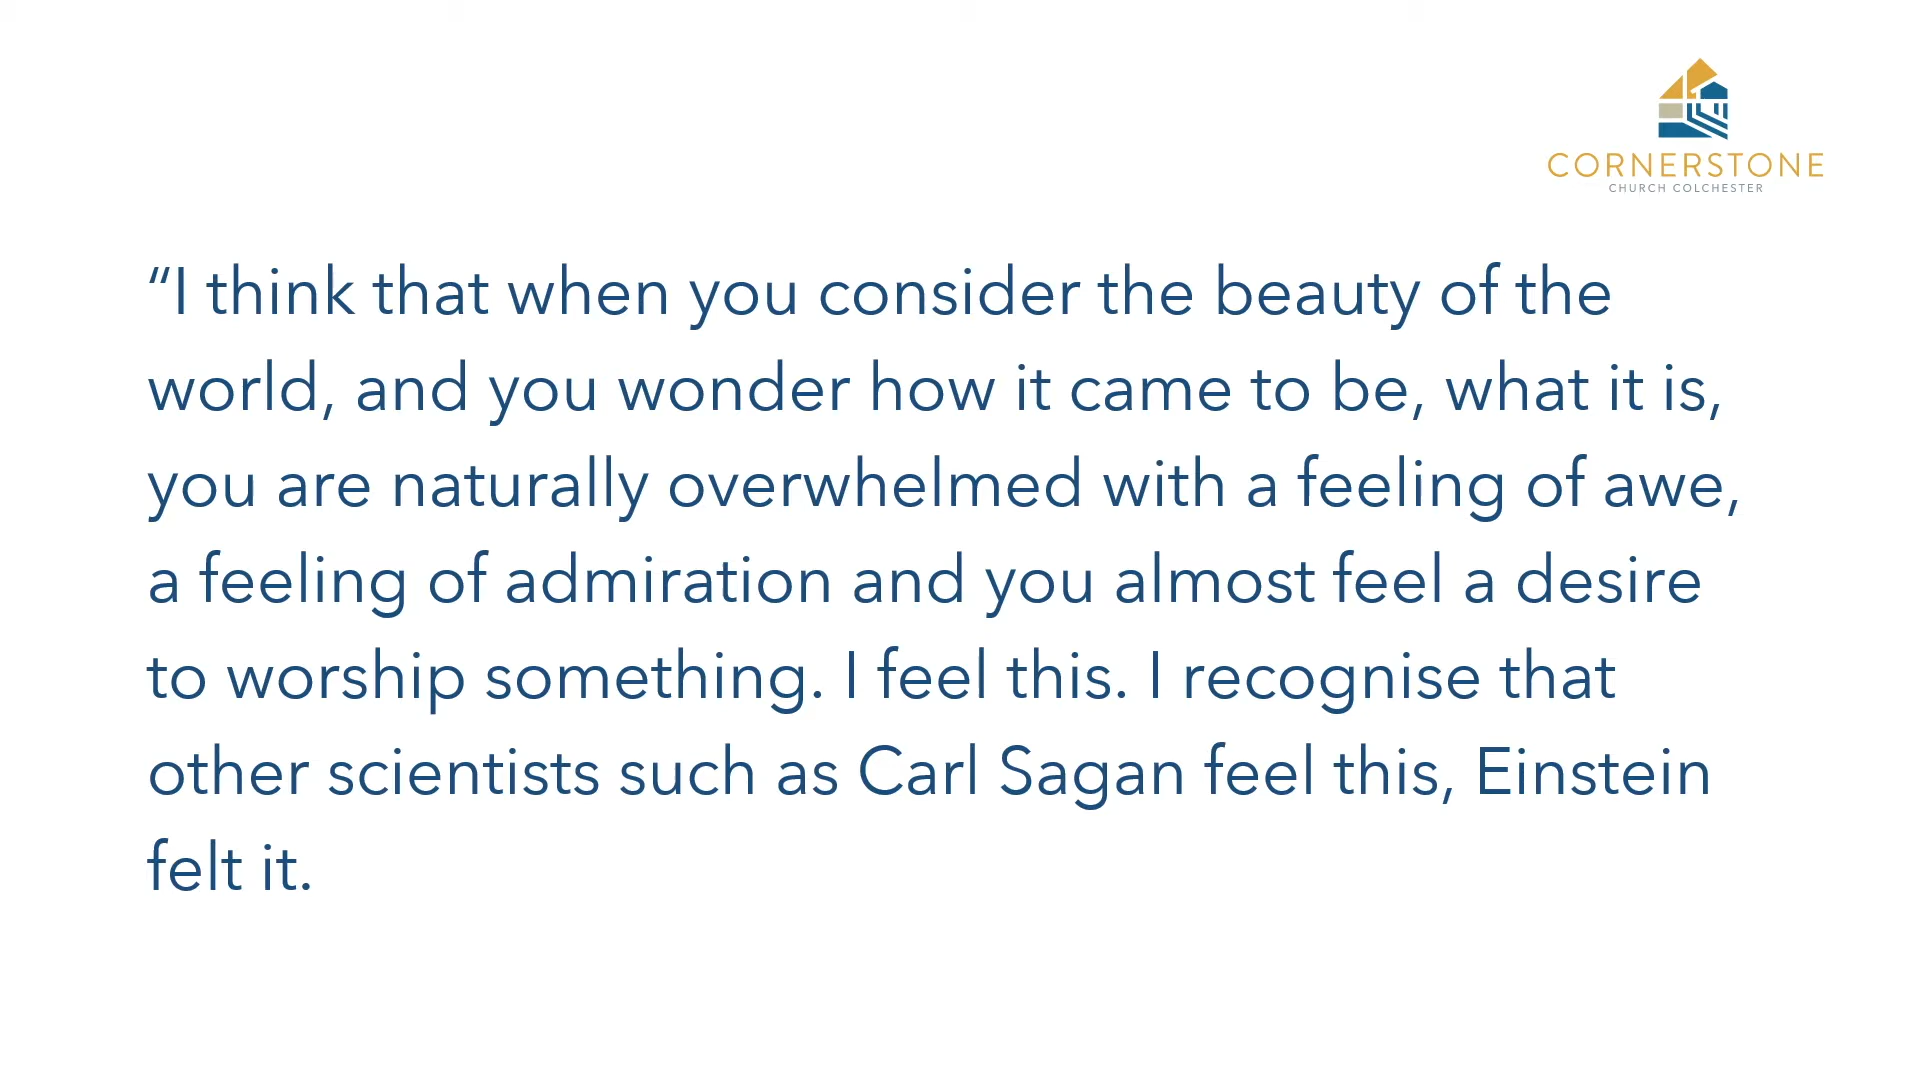 CORNERSTONE
CHURCH COLCHESTER
“I think that when you consider the beauty of the
world, and you wonder how it came to be, what it is,
you are naturally overwhelmed with a feeling of awe,
a feeling of admiration and you almost feel a desire
to worship something. I feel this. I recognise that
other scientists such as Carl Sagan feel this, Einstein
felt it.